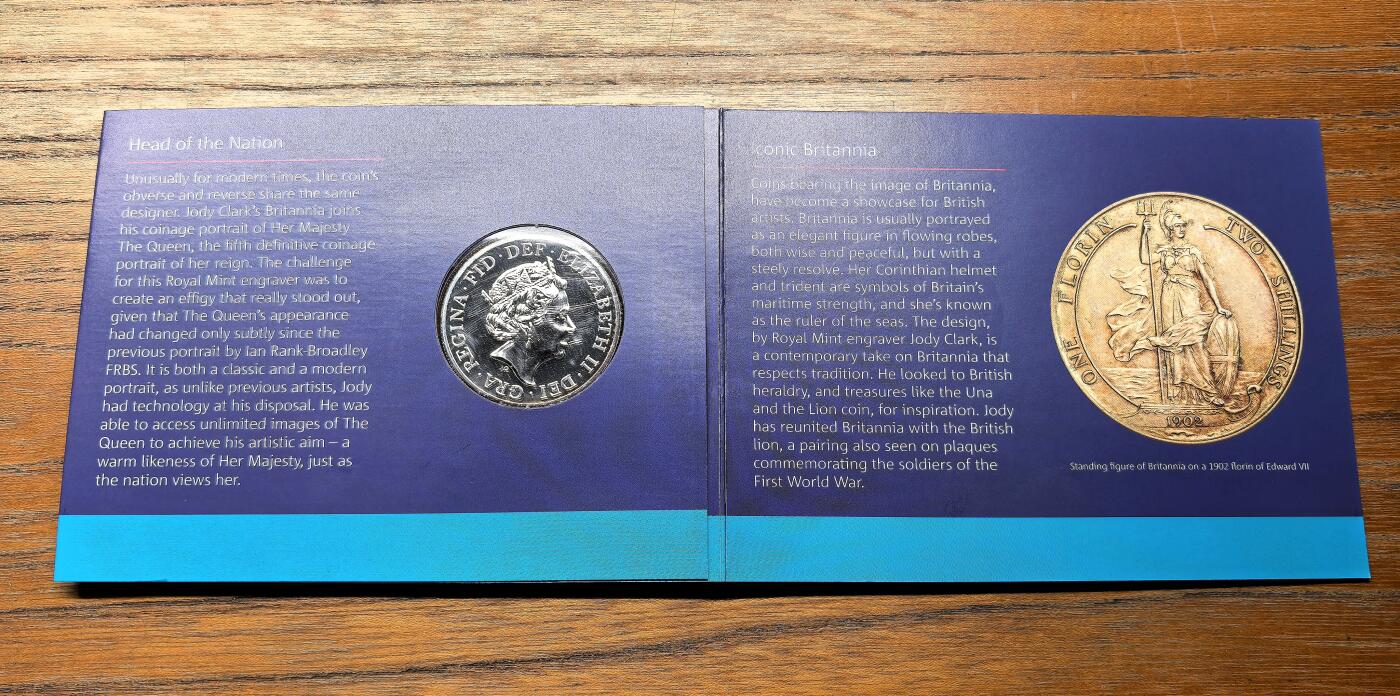 Head of the Nation
Unusually for modern times, the coin's
obverse and reverse share the same
designer. Jody Clark's Britannia joins
his coinage portrait of Her Majesty
The Queen, the fifth definitive coinage
portrait of her reign. The challenge
for this Royal Mint engraver was to
create an effigy that really stood out,
given that The Queen's appearance
had changed only subtly since the
previous portrait by Ian Rank-Broadley
FRBS. It is both a classic and a modern
portrait, as unlike previous artists, Jody
had technology at his disposal. He was
able to access unlimited images of The
Queen to achieve his artistic aim – a
warm likeness of Her Majesty, just as
the nation views her.
ELIZABETH II · DEI · GRA · REGINA · FID · DEF ·
Iconic Britannia
Coins bearing the image of Britannia,
have become a showcase for British
artists. Britannia is usually portrayed
as an elegant figure in flowing robes,
both wise and peaceful, but with a
steely resolve. Her Corinthian helmet
and trident are symbols of Britain's
maritime strength, and she's known
as the ruler of the seas. The design,
by Royal Mint engraver Jody Clark, is
a contemporary take on Britannia that
respects tradition. He looked to British
heraldry, and treasures like the Una
and the Lion coin, for inspiration. Jody
has reunited Britannia with the British
lion, a pairing also seen on plaques
commemorating the soldiers of the
First World War.
ONE FLORIN TWO SHILLINGS
1902
Standing figure of Britannia on a 1902 florin of Edward VII